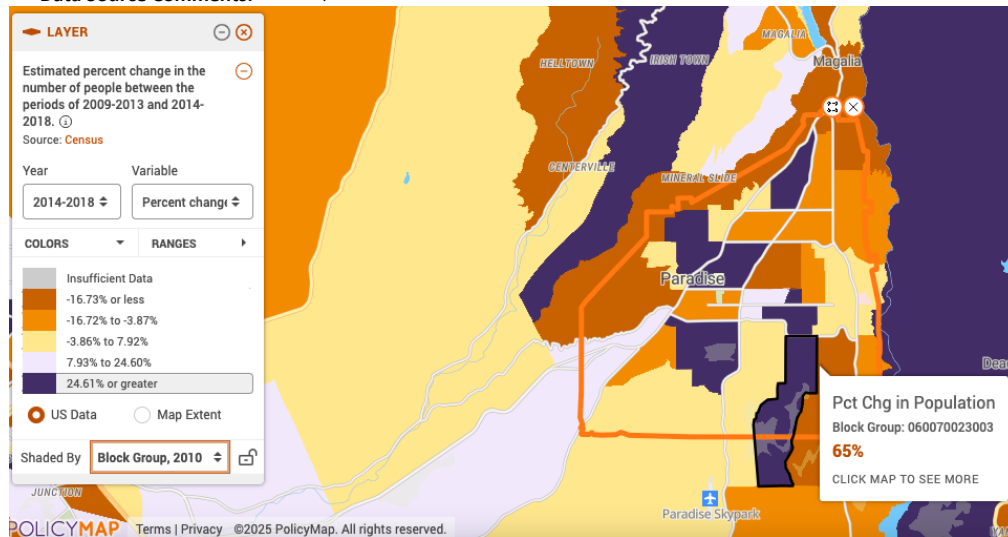 Data Source Comments:
LAYER
Estimated percent change in the
number of people between the
periods of 2009-2013 and 2014-
2018.
Source: Census
Year Variable
2014-2018 Percent change
COLORS RANGES
Insufficient Data
-16.73% or less
-16.72% to -3.87%
-3.86% to 7.92%
7.93% to 24.60%
24.61% or greater
US Data Map Extent
Shaded By Block Group, 2010
JUNCTION
POLICYMAP Terms | Privacy ©2025 PolicyMap. All rights reserved.
MAGALIA
Magalia
HELLTOWN
IRISH TOWN
CENTERVILLE
MINERAL SLIDE
Paradise
Pct Chg in Population
Block Group: 060070023003
65%
CLICK MAP TO SEE MORE
Paradise Skypark